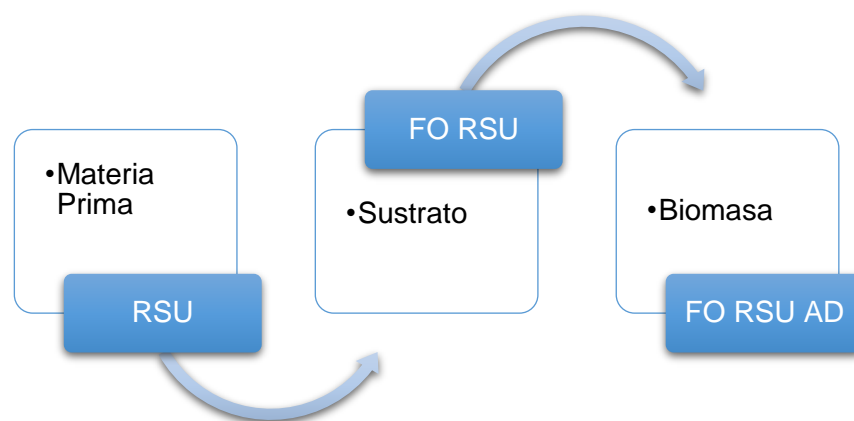 •Materia
Prima
RSU
FO RSU
•Sustrato
•Biomasa
FO RSU AD